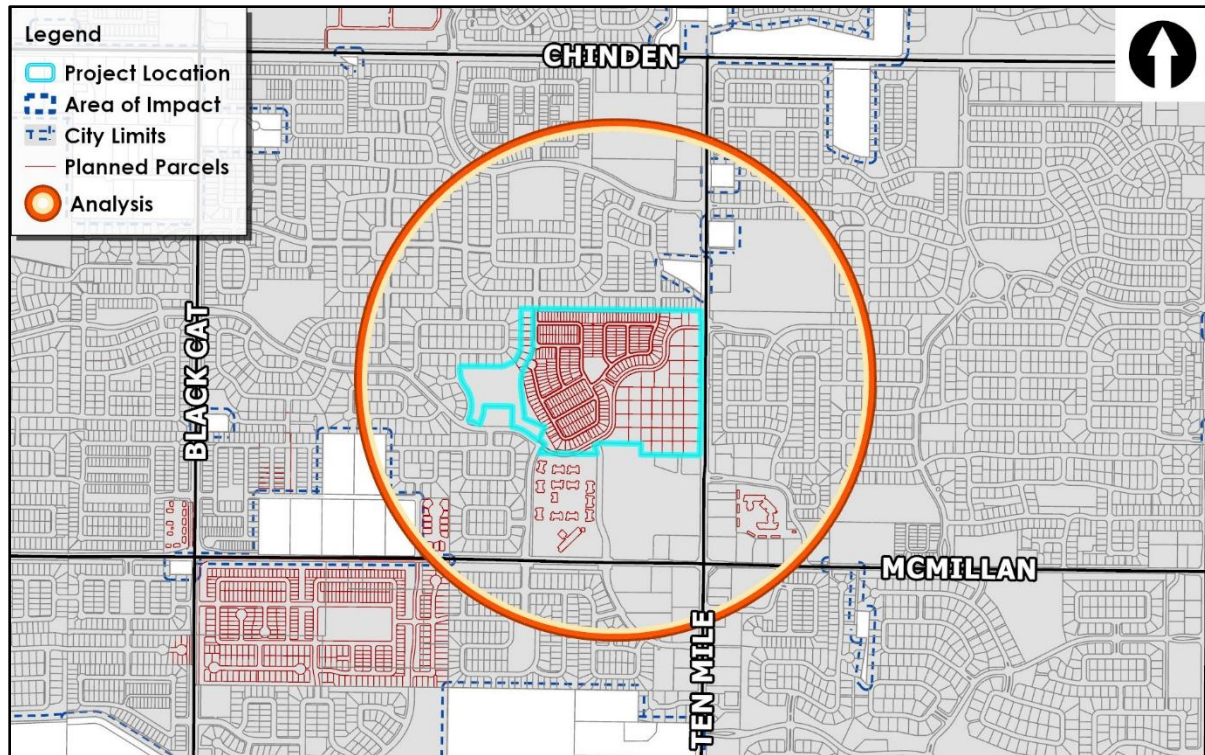 Legend
Project Location
Area of Impact
City Limits
Planned Parcels
Analysis
CHINDEN
BLACK CAT
MCMILLAN
TEN MILE